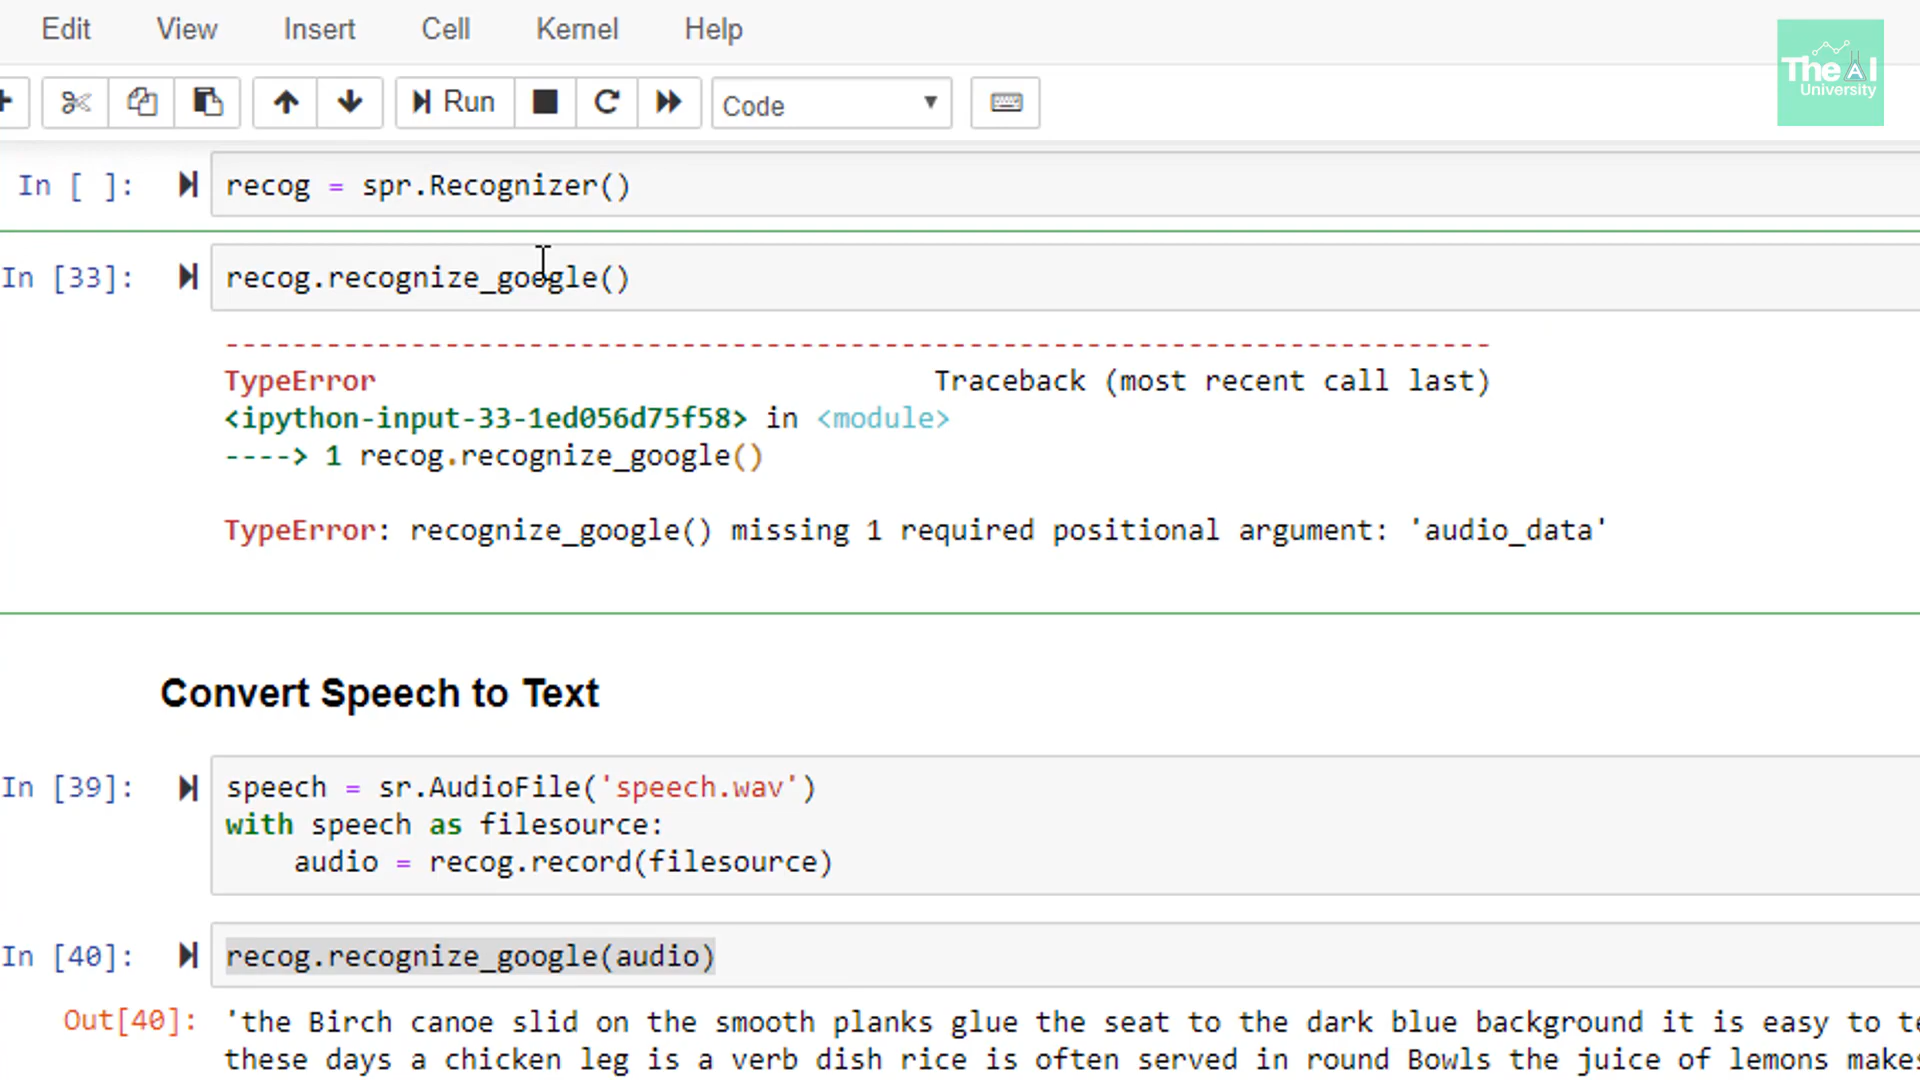 Edit View Insert Cell Kernel Help
Run Code
The AI
University
In [ ]: recog = spr.Recognizer()
In [33]: recog.recognize_google()
---------------------------------------------------------------------------
TypeError Traceback (most recent call last)
<ipython-input-33-1ed056d75f58> in <module>
----> 1 recog.recognize_google()
TypeError: recognize_google() missing 1 required positional argument: 'audio_data'
Convert Speech to Text
In [39]: speech = sr.AudioFile('speech.wav')
with speech as filesource:
    audio = recog.record(filesource)
In [40]: recog.recognize_google(audio)
Out[40]: 'the Birch canoe slid on the smooth planks glue the seat to the dark blue background it is easy to
these days a chicken leg is a verb dish rice is often served in round Bowls the juice of lemons makes